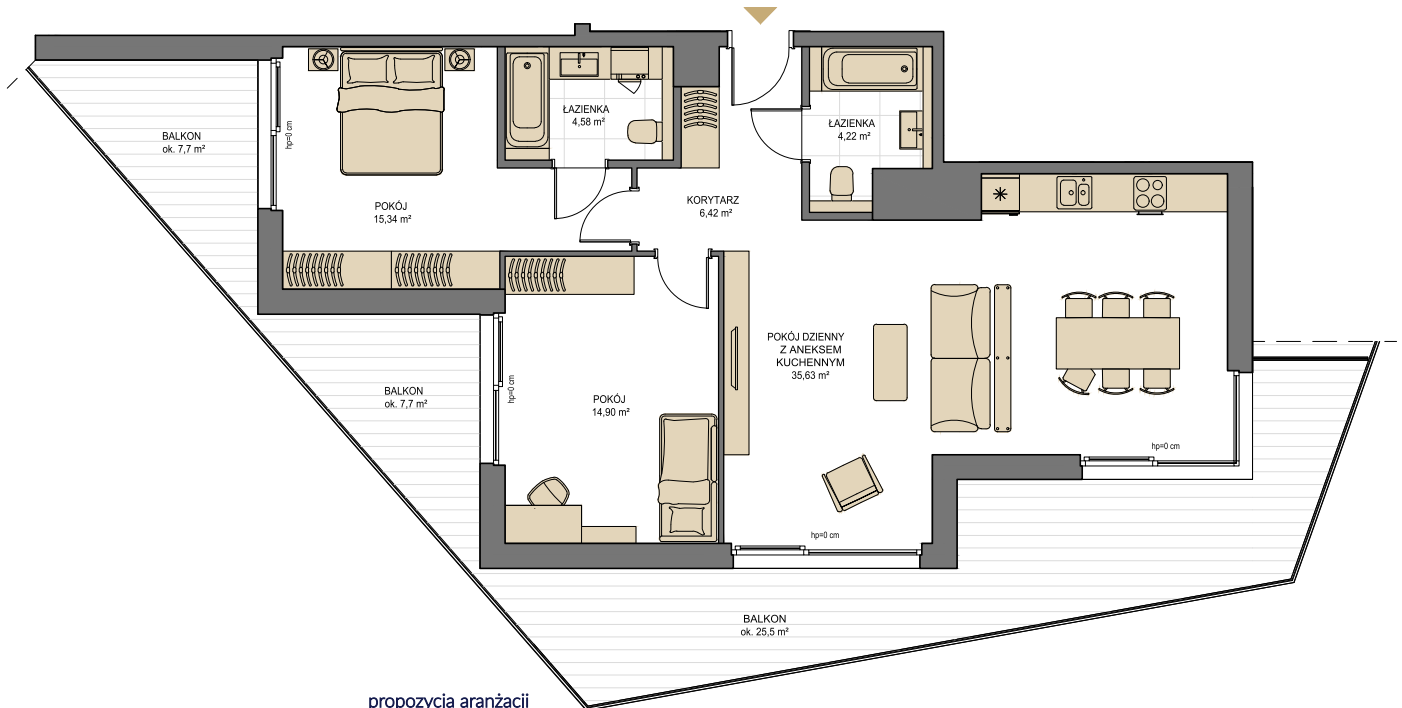 ŁAZIENKA
4,58 m²
ŁAZIENKA
4,22 m²
BALKON
ok. 7,7 m²
hp=0 cm
POKÓJ
15,34 m²
KORYTARZ
6,42 m²
POKÓJ DZIENNY
Z ANEKSEM
KUCHENNYM
35,63 m²
BALKON
ok. 7,7 m²
hp=0 cm
POKÓJ
14,90 m²
hp=0 cm
hp=0 cm
BALKON
ok. 25,5 m²
propozycja aranżacji